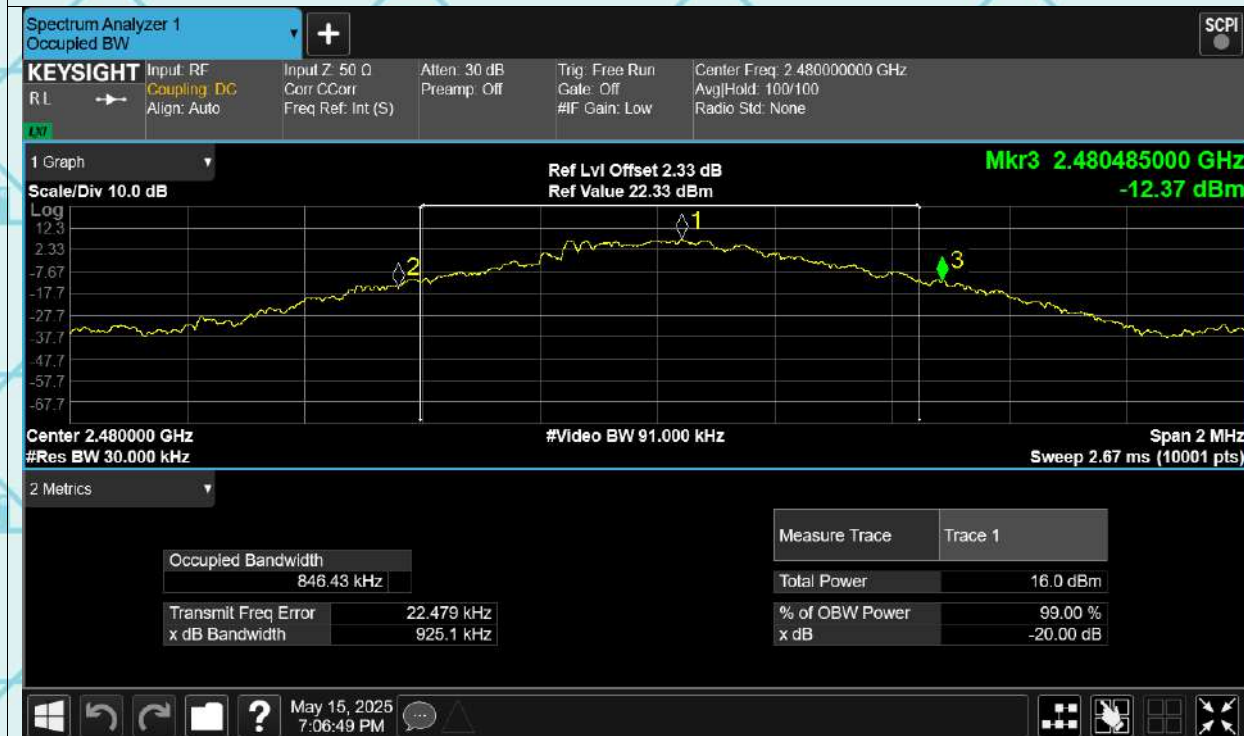 Spectrum Analyzer 1
Occupied BW
+
SCPI
KEYSIGHT
RL
LXI
Input: RF
Coupling: DC
Align: Auto
Input Z: 50 Ω
Corr CCorr
Freq Ref: Int (S)
Atten: 30 dB
Preamp: Off
Trig: Free Run
Gate: Off
#IF Gain: Low
Center Freq: 2.480000000 GHz
Avg|Hold: 100/100
Radio Std: None
1 Graph
Scale/Div 10.0 dB
Ref Lvl Offset 2.33 dB
Ref Value 22.33 dBm
Mkr3 2.480485000 GHz
-12.37 dBm
Log
12.3
2.33
-7.67
-17.7
-27.7
-37.7
-47.7
-57.7
-67.7
1
2
3
Center 2.480000 GHz
#Video BW 91.000 kHz
Span 2 MHz
#Res BW 30.000 kHz
Sweep 2.67 ms (10001 pts)
2 Metrics
Occupied Bandwidth
846.43 kHz
Transmit Freq Error 22.479 kHz
x dB Bandwidth 925.1 kHz
Measure Trace Trace 1
Total Power 16.0 dBm
% of OBW Power 99.00 %
x dB -20.00 dB
?
May 15, 2025
7:06:49 PM